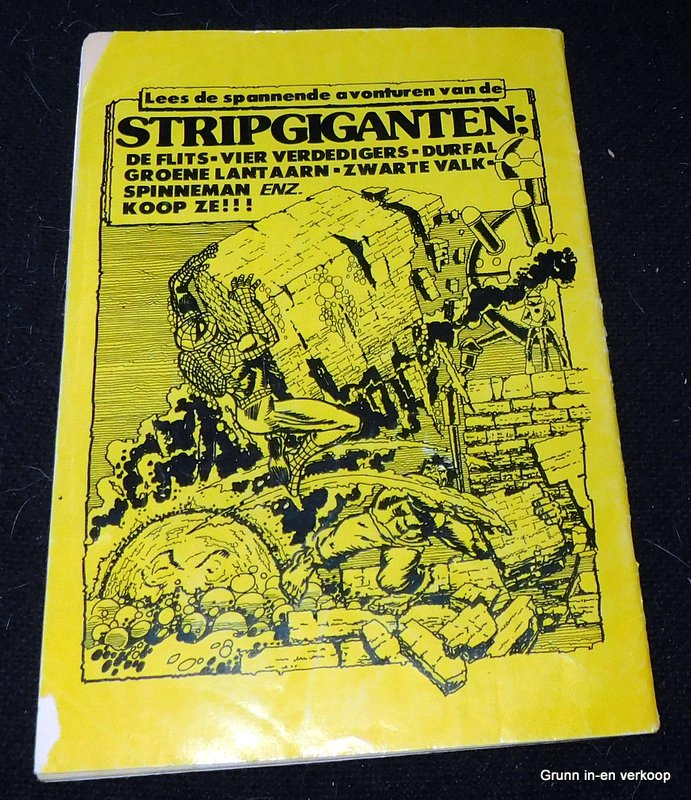 Lees de spannende avonturen van de
STRIPGIGANTEN:
DE FLITS - VIER VERDEDIGERS - DURFAL
GROENE LANTAARN - ZWARTE VALK -
SPINNEMAN ENZ.
KOOP ZE!!!
Grunn in-en verkoop